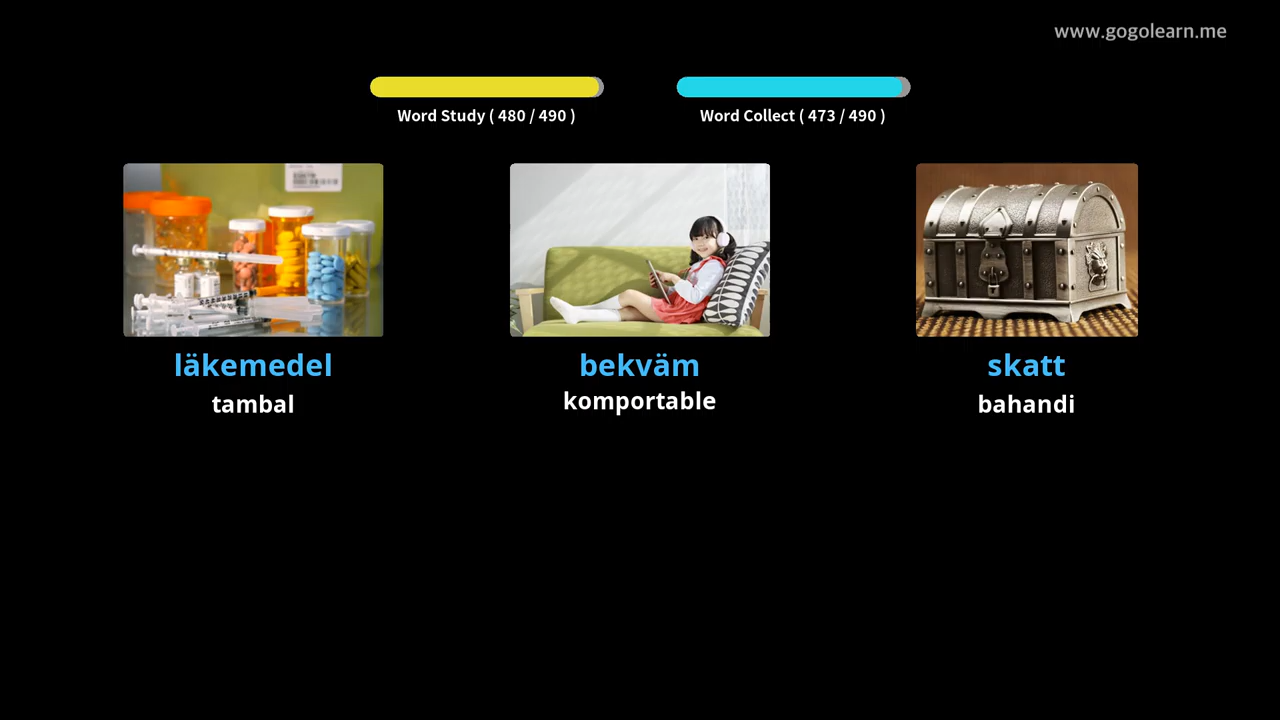 www.gogolearn.me
Word Study ( 480 / 490 )
Word Collect ( 473 / 490 )
läkemedel
bekväm
skatt
tambal
komportable
bahandi